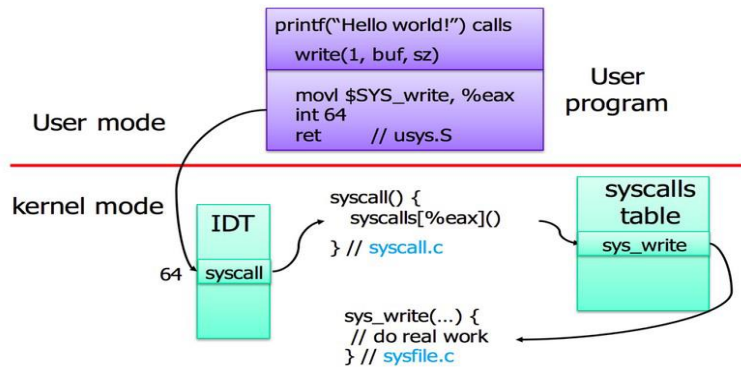 printf("Hello world!") calls
write(1, buf, sz)
movl $SYS_write, %eax
int 64
ret // usys.S
User
program
User mode
kernel mode
IDT
64
syscall
syscall() {
syscalls[%eax]()
} // syscall.c
syscalls
table
sys_write
sys_write(...) {
// do real work
} // sysfile.c